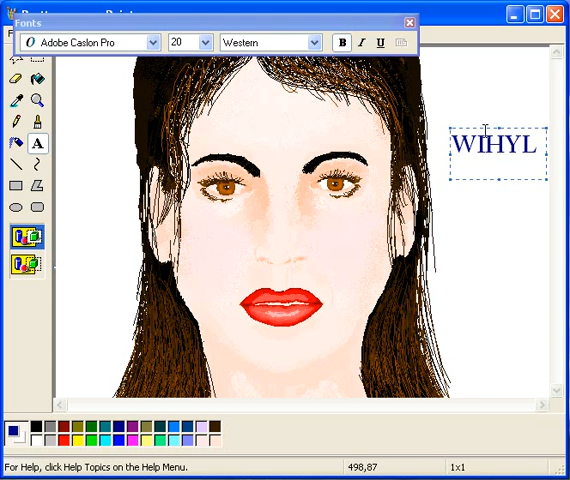 Fonts
Adobe Caslon Pro
20
Western
B
I
U
A
WIHYL
For Help, click Help Topics on the Help Menu.
498,87
1x1